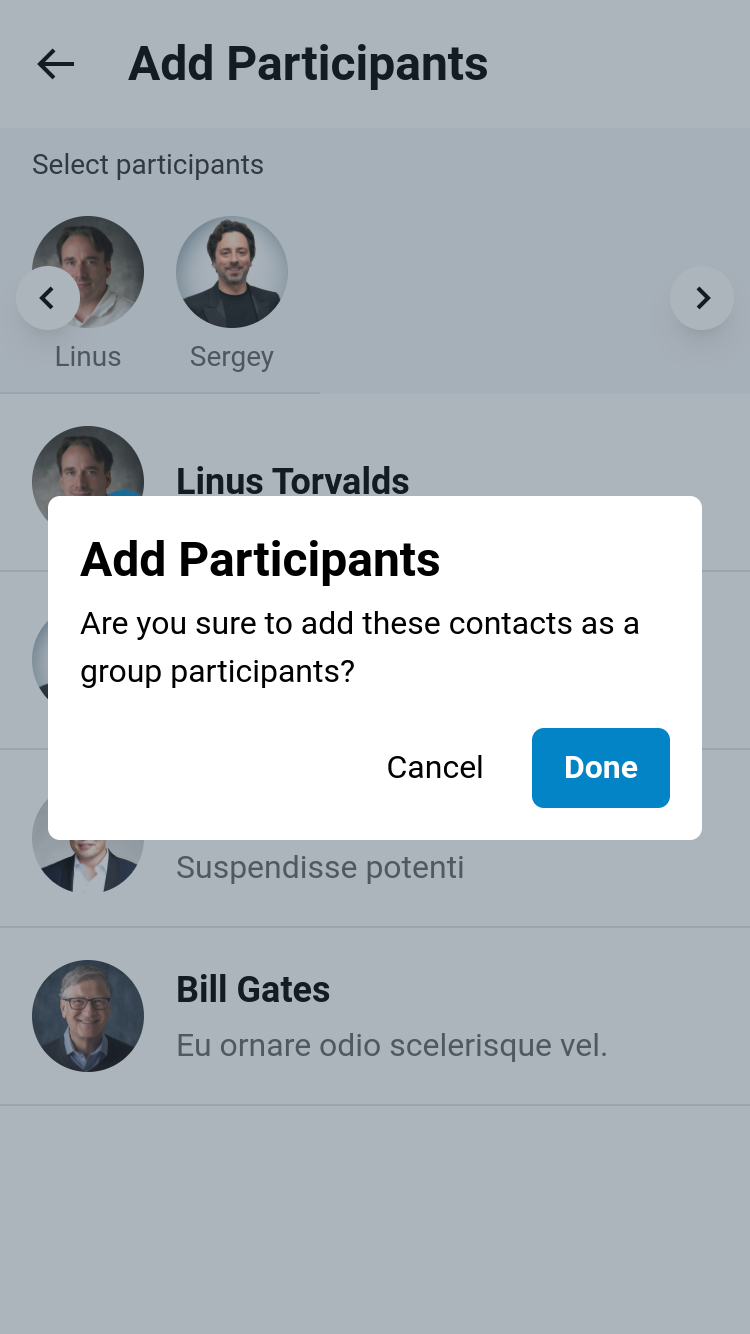 Add Participants
Select participants
Linus
Sergey
Linus Torvalds
Add Participants
Are you sure to add these contacts as a
group participants?
Cancel
Done
Suspendisse potenti
Bill Gates
Eu ornare odio scelerisque vel.